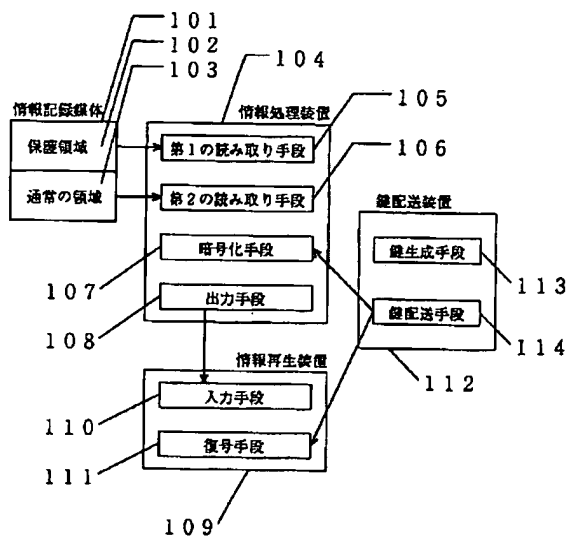 101
102
103
104
情報記録媒体
情報処理装置
105
保護領域
第1の読み取り手段
106
通常の領域
第2の読み取り手段
鍵配送装置
暗号化手段
鍵生成手段
107
113
出力手段
鍵配送手段
108
114
112
情報再生装置
入力手段
110
復号手段
111
109